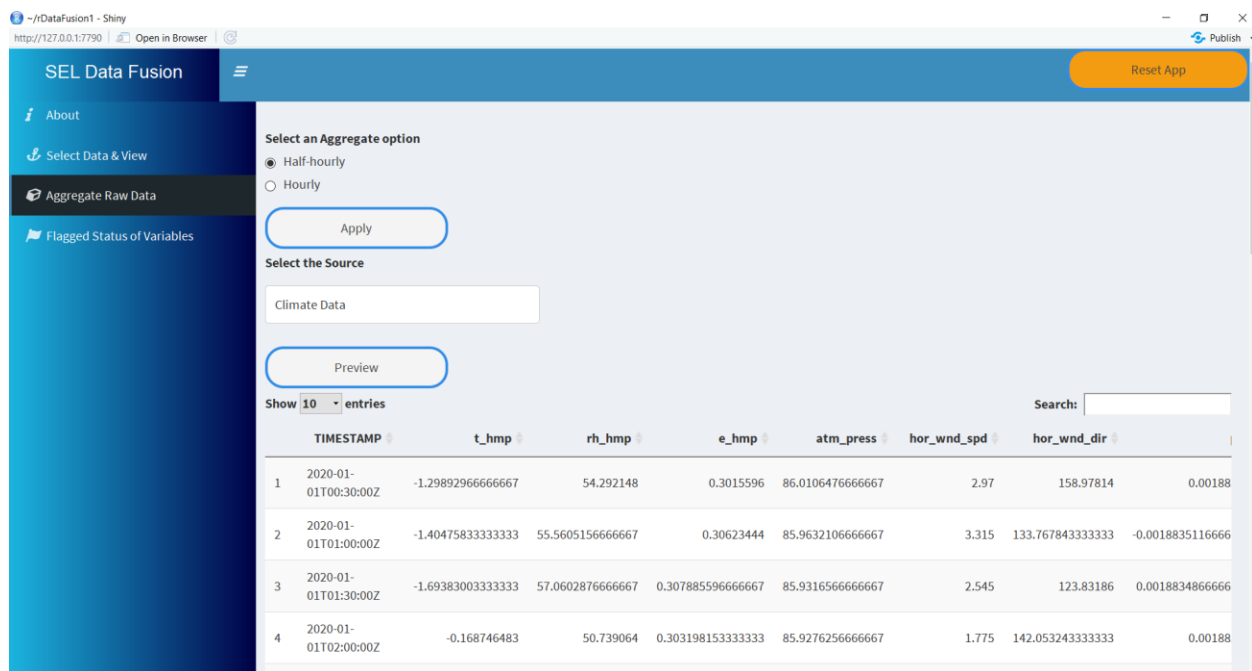 ~/rDataFusion1 - Shiny
http://127.0.0.1:7790 Open in Browser Publish
SEL Data Fusion Reset App
About
Select Data & View
Aggregate Raw Data
Flagged Status of Variables
Select an Aggregate option
Half-hourly
Hourly
Apply
Select the Source
Climate Data
Preview
Show 10 entries Search:
TIMESTAMP t_hmp rh_hmp e_hmp atm_press hor_wnd_spd hor_wnd_dir
1 2020-01-01T00:30:00Z -1.29892966666667 54.292148 0.3015596 86.0106476666667 2.97 158.97814 0.00188
2 2020-01-01T01:00:00Z -1.40475833333333 55.5605156666667 0.30623444 85.9632106666667 3.315 133.767843333333 -0.0018835116666
3 2020-01-01T01:30:00Z -1.69383003333333 57.0602876666667 0.307885596666667 85.9316566666667 2.545 123.83186 0.0018834866666
4 2020-01-01T02:00:00Z -0.168746483 50.739064 0.303198153333333 85.9276256666667 1.775 142.053243333333 0.00188